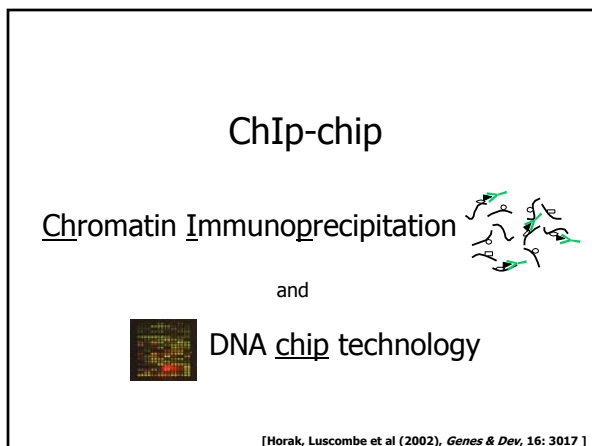 ChIp-chip
Chromatin Immunoprecipitation
and
DNA chip technology
[Horak, Luscombe et al (2002), Genes & Dev, 16: 3017 ]